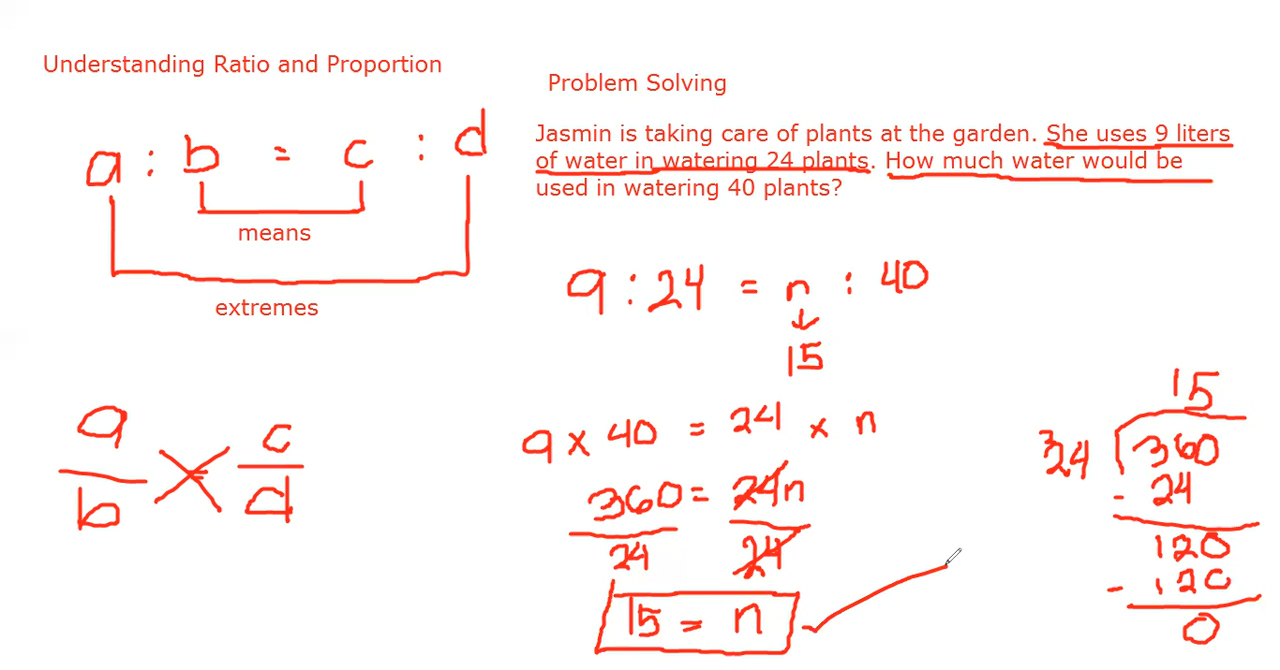 Understanding Ratio and Proportion
a : b = c : d
means
extremes
a
b
c
d
Problem Solving
Jasmin is taking care of plants at the garden. She uses 9 liters
of water in watering 24 plants. How much water would be
used in watering 40 plants?
9 : 24 = n : 40
15
9 x 40 = 24 x n
360 = 24n
24 24
15 = n
15
24 360
- 24
120
- 120
0